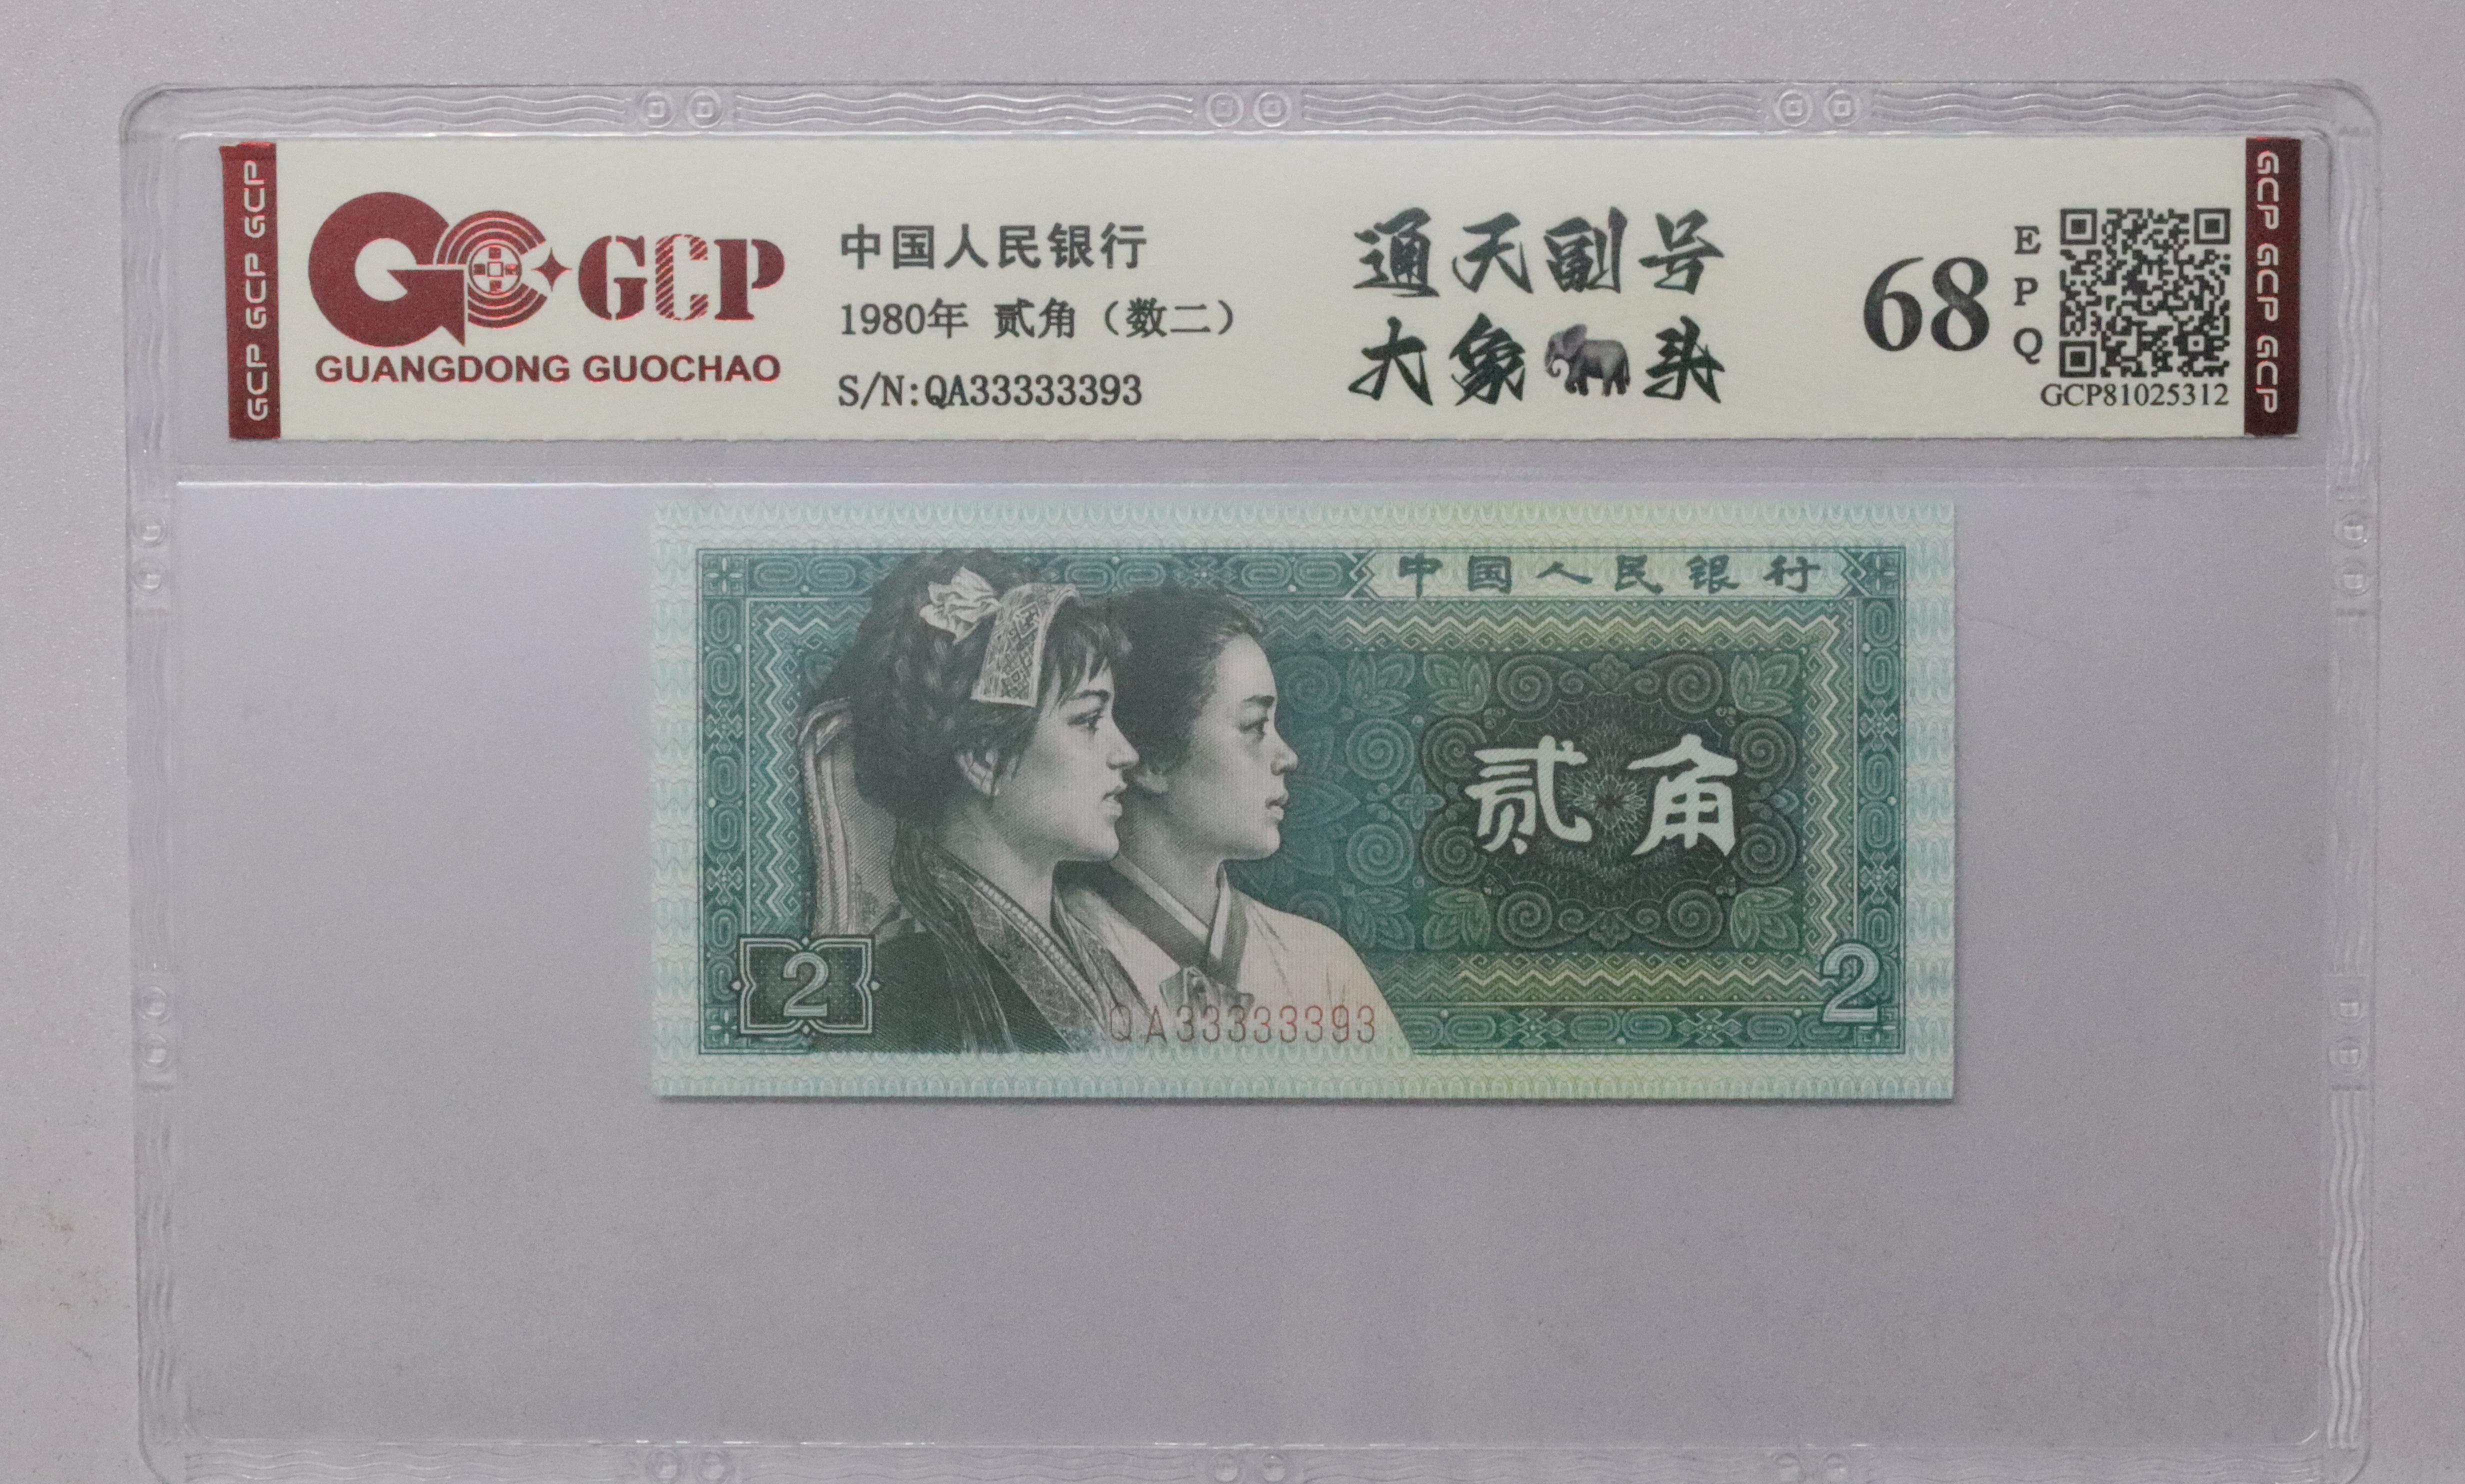 GCP GCP GCP
GCP
GUANGDONG GUOCHAO
中国人民银行
1980年 贰角（数二）
S/N:QA33333393
通天副号
大象头
68
EPQ
GCP81025312
GCP GCP GCP
中国人民银行
贰角
2
2
QA33333393